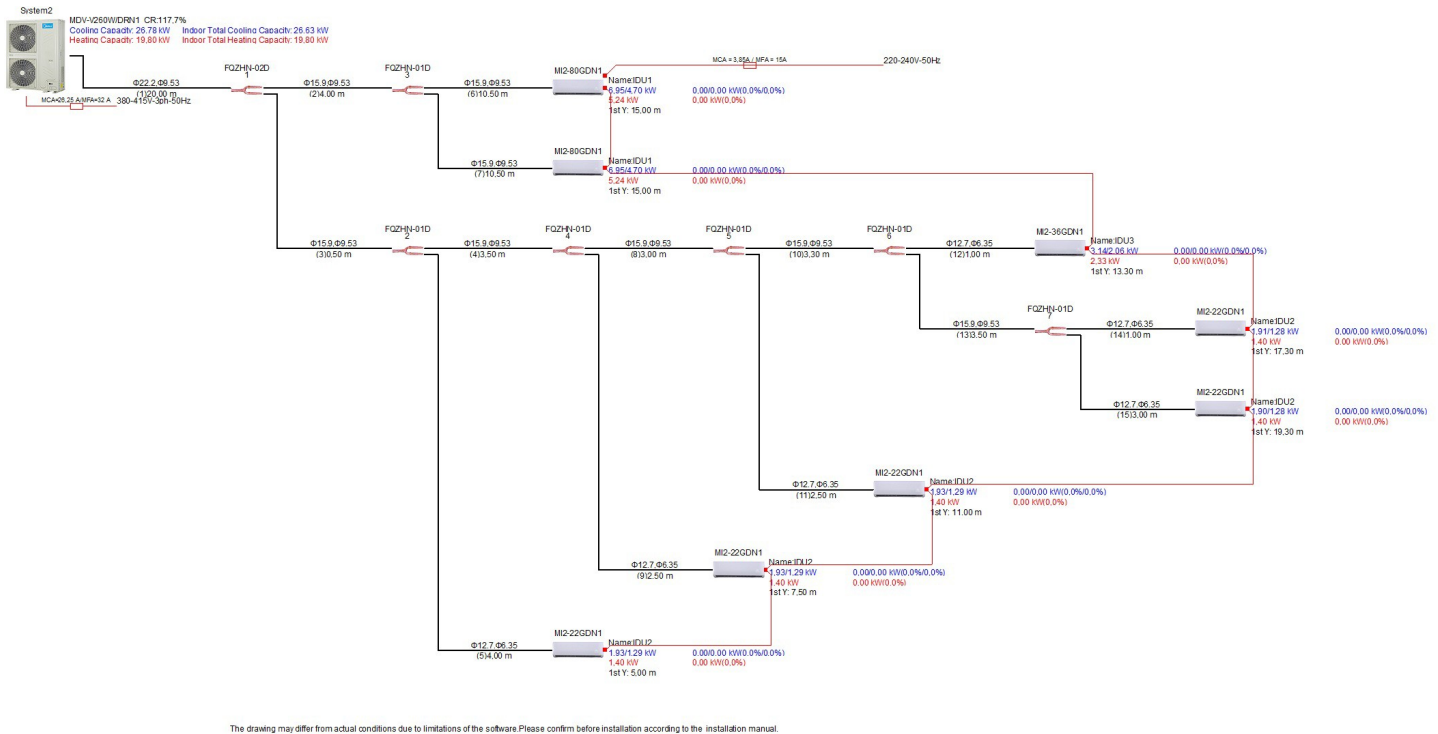 System2
MDV-V260W/DRN1 CR:117,7%
Cooling Capacity: 26.78 kW Indoor Total Cooling Capacity: 26.63 kW
Heating Capacity: 19,80 kW Indoor Total Heating Capacity: 19,80 kW
Φ22.2,Φ9.53
(1)20,00 m
MCA=26,25 A/MFA=32 A 380-415V-3ph-50Hz
FQZHN-02D
1
Φ15.9,Φ9.53
(2)4.00 m
FQZHN-01D
3
Φ15.9,Φ9.53
(6)10.50 m
MI2-80GDN1
MCA = 3,85A / MFA = 15A
220-240V-50Hz
Name:IDU1
6.95/4.70 kW 0.00/0.00 kW(0.0%/0.0%)
5.24 kW 0.00 kW(0,0%)
1st Y: 15,00 m
Φ15.9,Φ9.53
(7)10.50 m
MI2-80GDN1
Name:IDU1
6.95/4.70 kW 0.00/0.00 kW(0.0%/0.0%)
5.24 kW 0.00 kW(0,0%)
1st Y: 15,00 m
Φ15.9,Φ9.53
(3)0,50 m
FQZHN-01D
2
Φ15.9,Φ9.53
(4)3,50 m
FQZHN-01D
4
Φ15.9,Φ9.53
(8)3,00 m
FQZHN-01D
5
Φ15.9,Φ9.53
(10)3.30 m
FQZHN-01D
6
Φ12.7,Φ6.35
(12)1,00 m
MI2-36GDN1
Name:IDU3
3.14/2.06 kW 0.00/0.00 kW(0.0%/0.0%)
2.33 kW 0.00 kW(0,0%)
1st Y: 13.30 m
Φ15.9,Φ9.53
(13)3.50 m
FQZHN-01D
7
Φ12.7,Φ6.35
(14)1.00 m
MI2-22GDN1
Name:IDU2
1.91/1.28 kW 0.00/0,00 kW(0,0%/0,0%)
1.40 kW 0.00 kW(0.0%)
1st Y: 17,30 m
Φ12.7,Φ6.35
(15)3,00 m
MI2-22GDN1
Name:IDU2
1.90/1.28 kW 0.00/0,00 kW(0,0%/0,0%)
1.40 kW 0.00 kW(0.0%)
1st Y: 19,30 m
Φ12.7,Φ6.35
(11)2,50 m
MI2-22GDN1
Name:IDU2
1.93/1,29 kW 0.00/0,00 kW(0,0%/0,0%)
1.40 kW 0.00 kW(0,0%)
1st Y: 11.00 m
Φ12.7,Φ6.35
(9)2.50 m
MI2-22GDN1
Name:IDU2
1.93/1.29 kW 0,00/0.00 kW(0,0%/0,0%)
1.40 kW 0.00 kW(0.0%)
1st Y: 7,50 m
Φ12.7,Φ6.35
(5)4,00 m
MI2-22GDN1
Name:IDU2
1.93/1.29 kW 0.00/0.00 kW(0.0%/0.0%)
1,40 kW 0,00 kW(0,0%)
1st Y: 5,00 m
The drawing may differ from actual conditions due to limitations of the software.Please confirm before installation according to the installation manual.